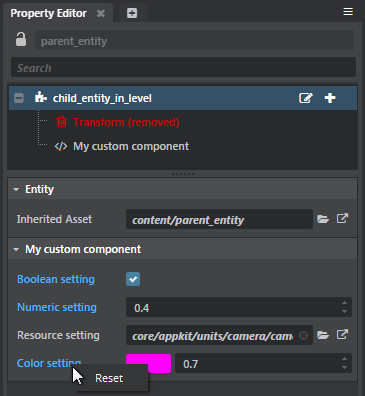 Property Editor
parent_entity
Search
child_entity_in_level
Transform (removed)
My custom component
Entity
Inherited Asset content/parent_entity
My custom component
Boolean setting
Numeric setting 0.4
Resource setting core/appkit/units/camera/cam
Color setting 0.7
Reset